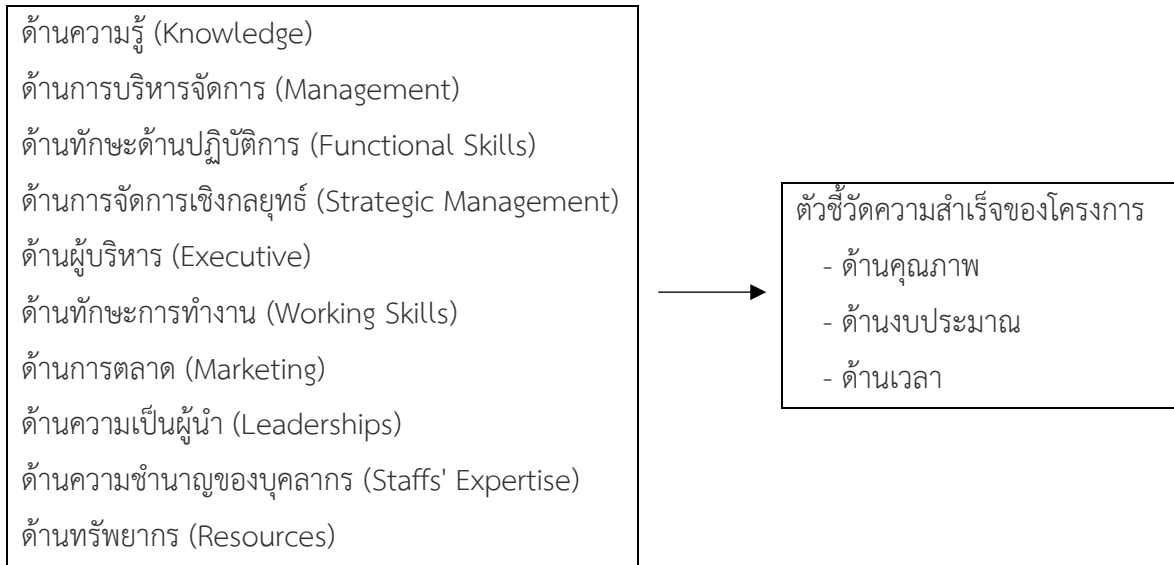 ด้านความรู้ (Knowledge)
ด้านการบริหารจัดการ (Management)
ด้านทักษะด้านปฏิบัติการ (Functional Skills)
ด้านการจัดการเชิงกลยุทธ์ (Strategic Management)
ด้านผู้บริหาร (Executive)
ด้านทักษะการทำงาน (Working Skills)
ด้านการตลาด (Marketing)
ด้านความเป็นผู้นำ (Leaderships)
ด้านความชำนาญของบุคลากร (Staffs' Expertise)
ด้านทรัพยากร (Resources)
ตัวชี้วัดความสำเร็จของโครงการ
- ด้านคุณภาพ
- ด้านงบประมาณ
- ด้านเวลา